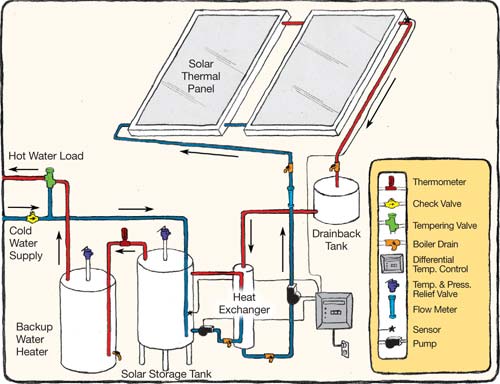 Solar
Thermal
Panel
Hot Water Load
Cold
Water
Supply
Drainback
Tank
Heat
Exchanger
Backup
Water
Heater
Solar Storage Tank
Thermometer
Check Valve
Tempering Valve
Boiler Drain
Differential
Temp. Control
Temp. & Press.
Relief Valve
Flow Meter
Sensor
Pump